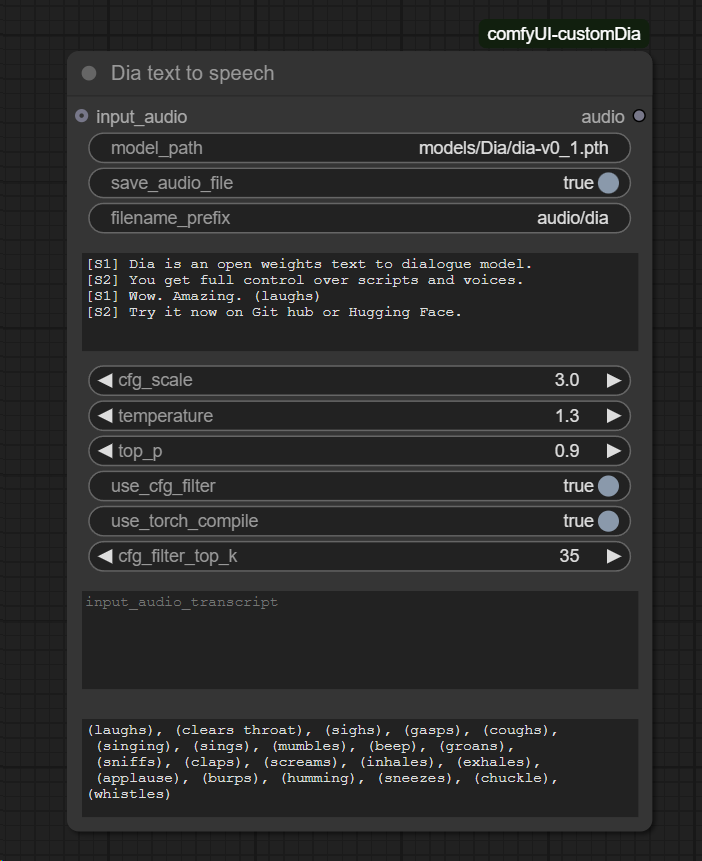 comfyUI-customDia
Dia text to speech
input_audio audio
model_path models/Dia/dia-v0_1.pth
save_audio_file true
filename_prefix audio/dia
[S1] Dia is an open weights text to dialogue model.
[S2] You get full control over scripts and voices.
[S1] Wow. Amazing. (laughs)
[S2] Try it now on Git hub or Hugging Face.
cfg_scale 3.0
temperature 1.3
top_p 0.9
use_cfg_filter true
use_torch_compile true
cfg_filter_top_k 35
input_audio_transcript
(laughs), (clears throat), (sighs), (gasps), (coughs),
(singing), (sings), (mumbles), (beep), (groans),
(sniffs), (claps), (screams), (inhales), (exhales),
(applause), (burps), (humming), (sneezes), (chuckle),
(whistles)